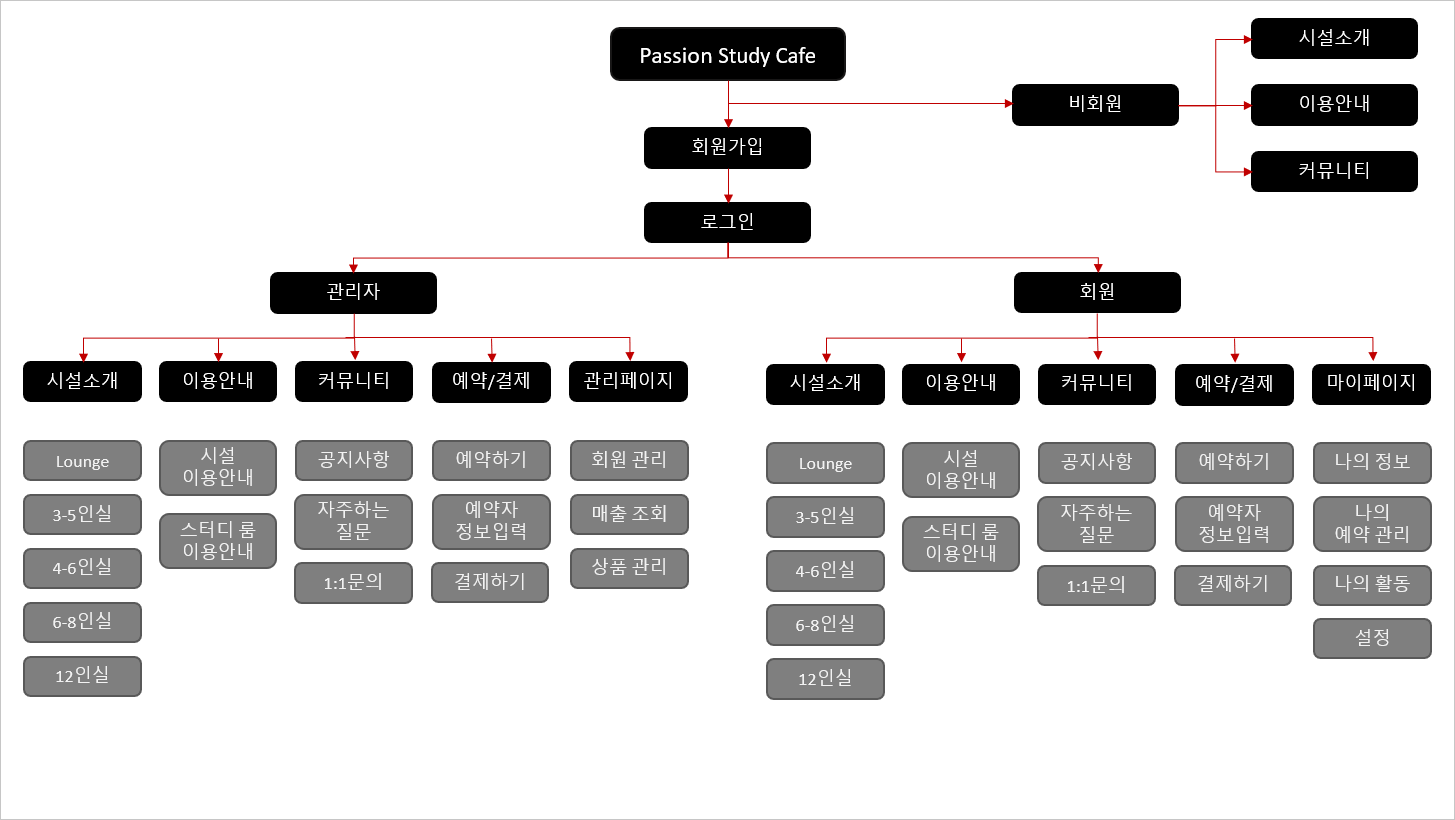 Passion Study Cafe
시설소개
비회원
이용안내
회원가입
커뮤니티
로그인
관리자
회원
시설소개
이용안내
커뮤니티
예약/결제
관리페이지
Lounge
시설
이용안내
공지사항
예약하기
회원 관리
3-5인실
스터디 룸
이용안내
자주하는
질문
예약자
정보입력
매출 조회
4-6인실
1:1문의
결제하기
상품 관리
6-8인실
12인실
시설소개
이용안내
커뮤니티
예약/결제
마이페이지
Lounge
시설
이용안내
공지사항
예약하기
나의 정보
3-5인실
스터디 룸
이용안내
자주하는
질문
예약자
정보입력
나의
예약 관리
4-6인실
1:1문의
결제하기
나의 활동
6-8인실
설정
12인실